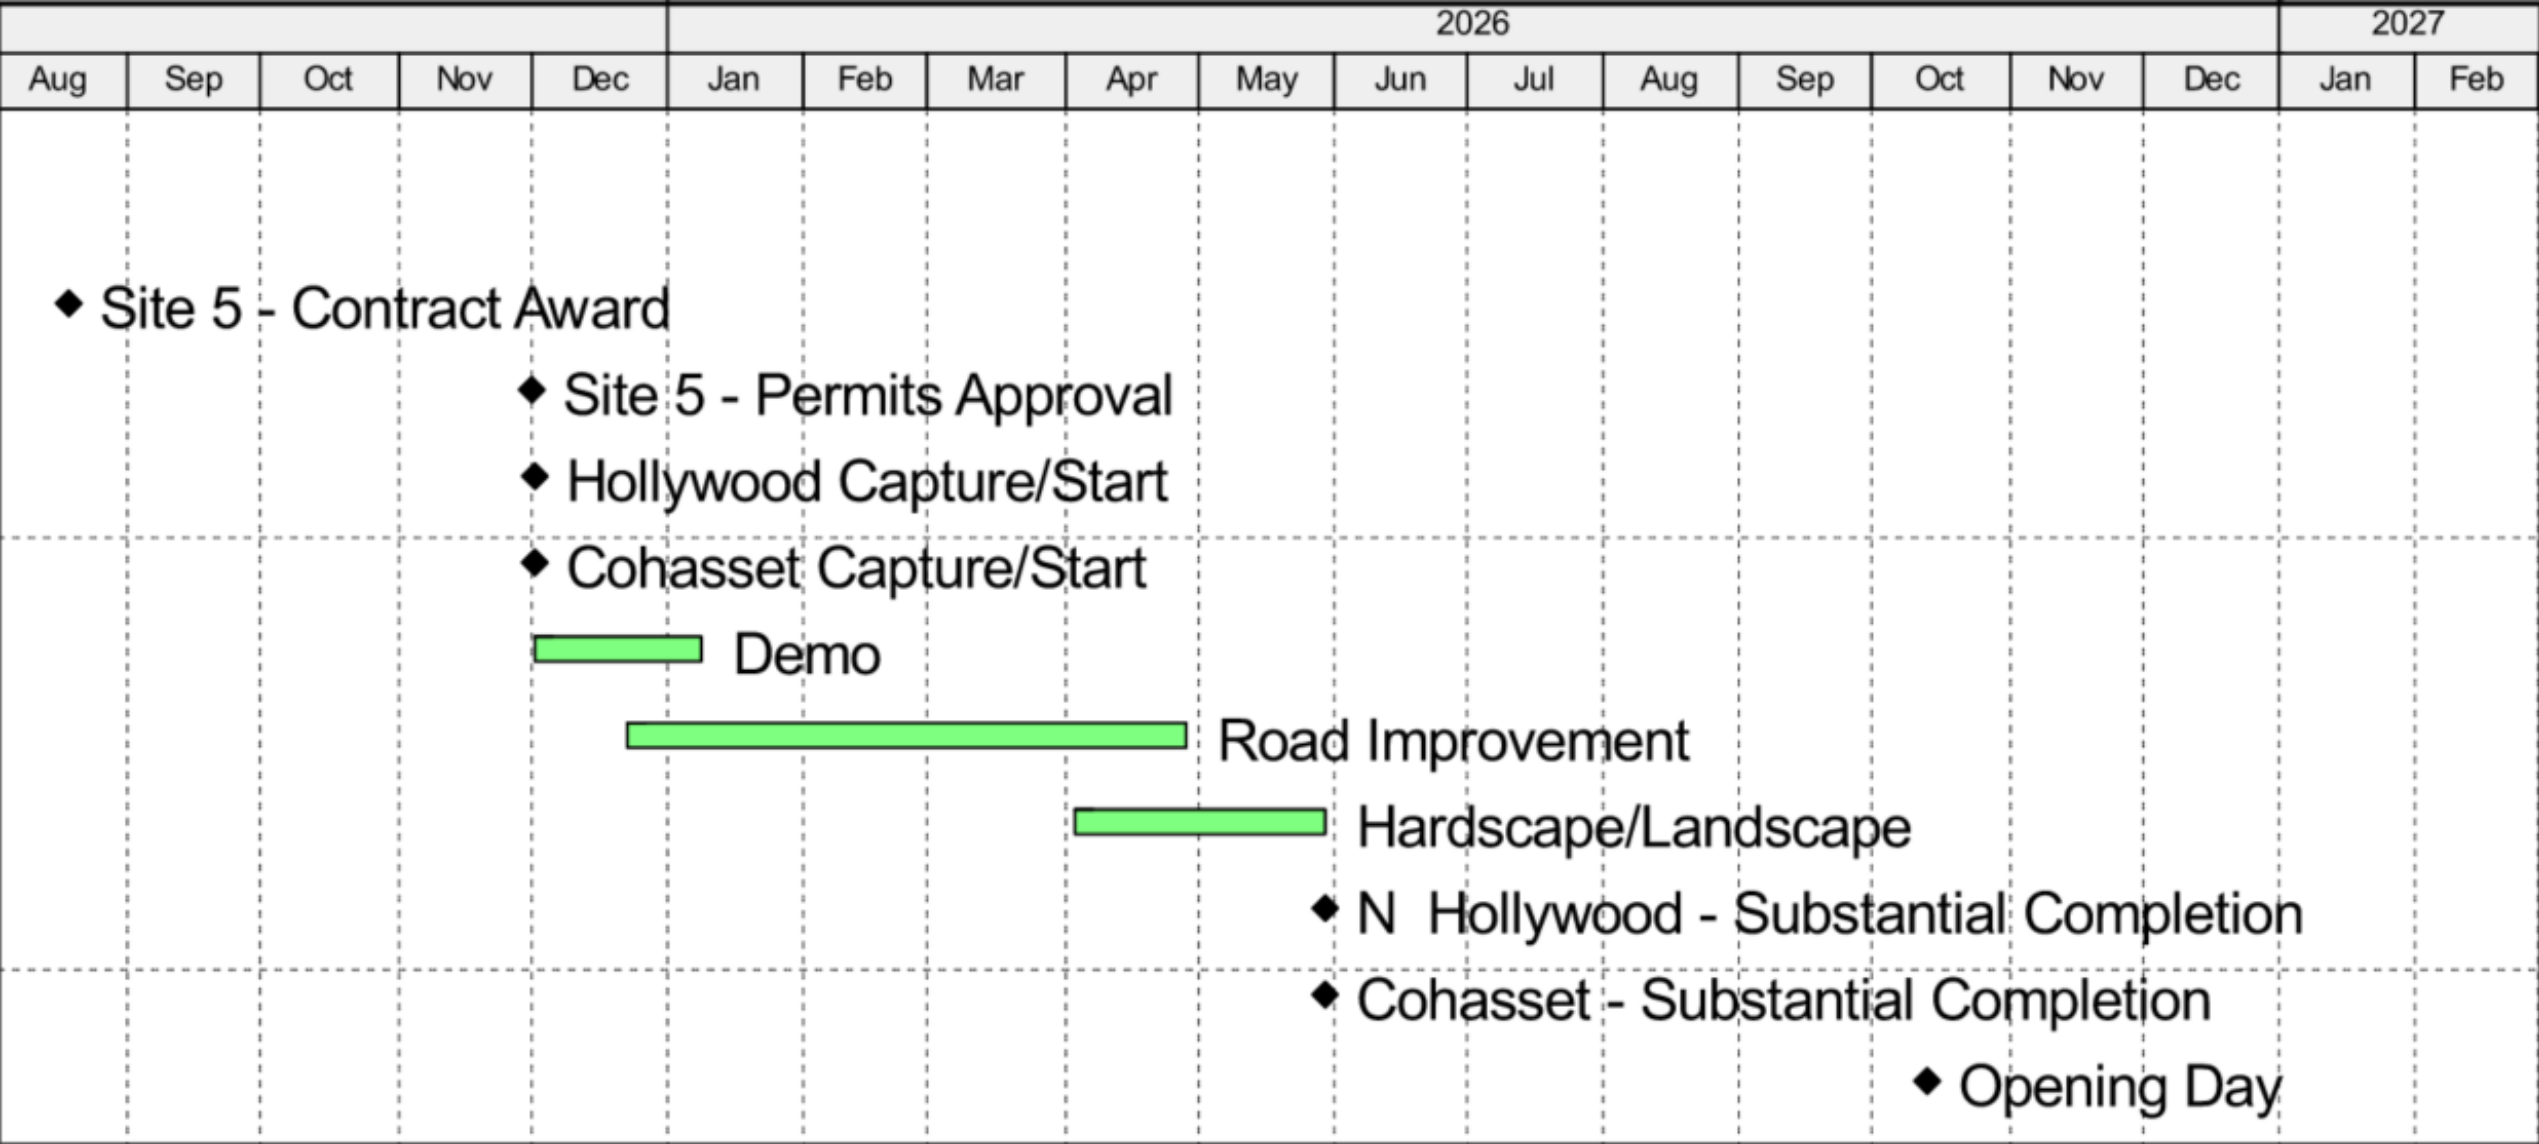 2026 2027
Aug Sep Oct Nov Dec Jan Feb Mar Apr May Jun Jul Aug Sep Oct Nov Dec Jan Feb
Site 5 - Contract Award
Site 5 - Permits Approval
Hollywood Capture/Start
Cohasset Capture/Start
Demo
Road Improvement
Hardscape/Landscape
N  Hollywood - Substantial Completion
Cohasset - Substantial Completion
Opening Day